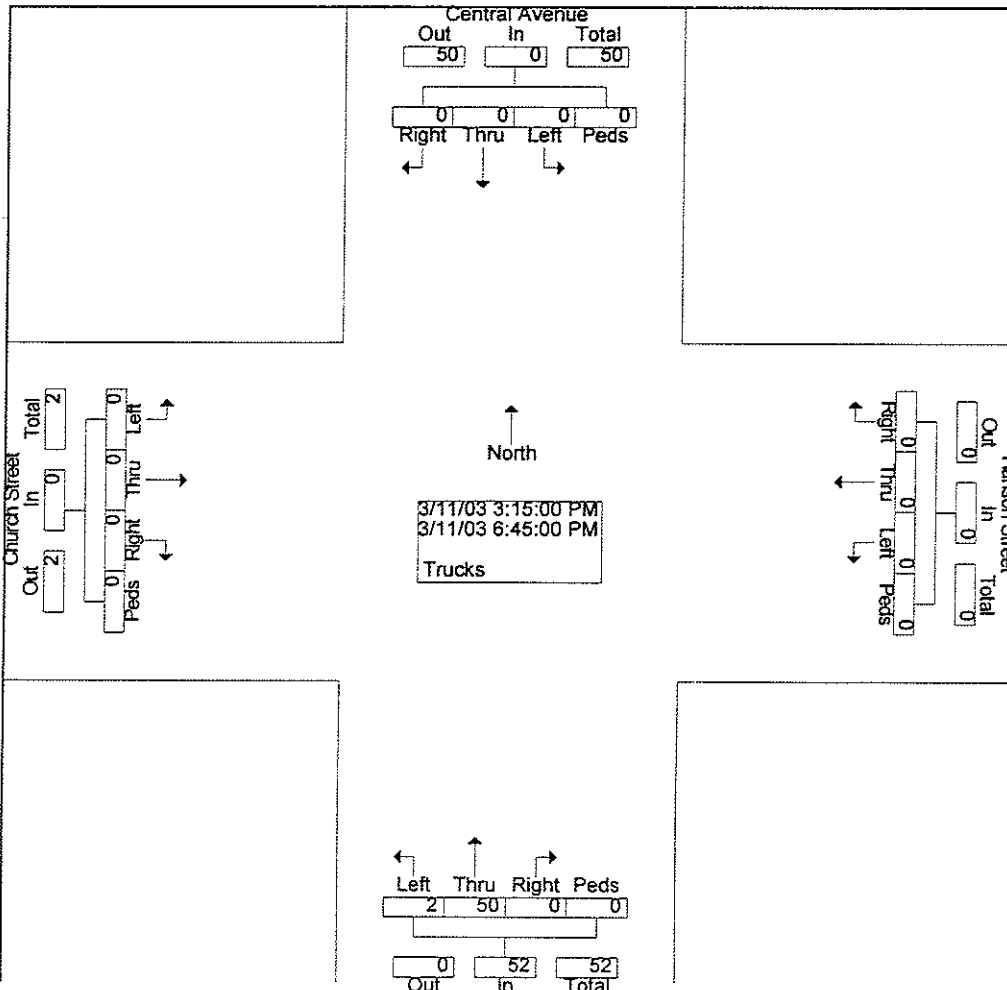 Central Avenue
Out In Total
50 0 50
0 0 0 0
Right Thru Left Peds
Church Street
Total In Out
2 0 2
0 0 0 0
Left Thru Right Peds
North
3/11/03 3:15:00 PM
3/11/03 6:45:00 PM
Trucks
Right Thru Left Peds
0 0 0 0
Out In Total
0 0 0
Street
Left Thru Right Peds
2 50 0 0
0 52 52
Out In Total